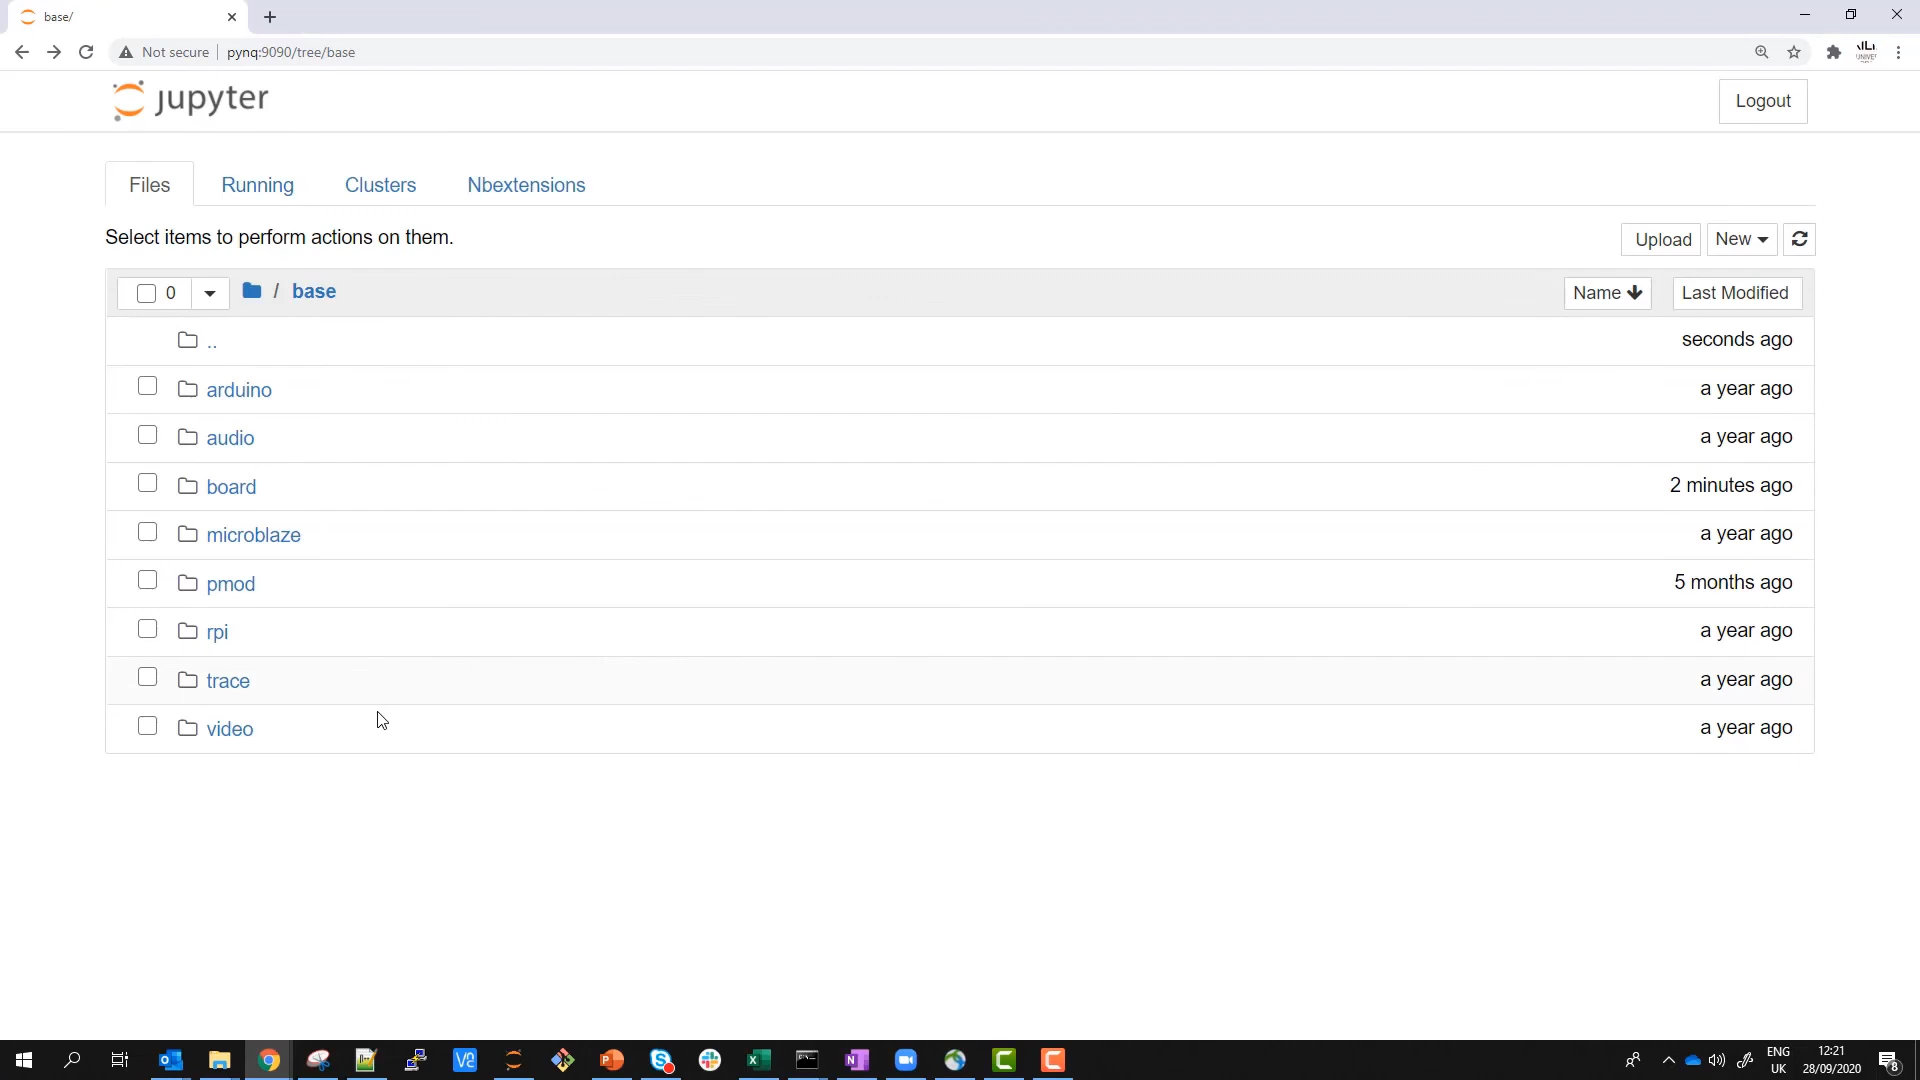 base/
Not secure pynq:9090/tree/base
jupyter
Logout
Files Running Clusters Nbextensions
Select items to perform actions on them.
Upload New
0 / base Name Last Modified
.. seconds ago
arduino a year ago
audio a year ago
board 2 minutes ago
microblaze a year ago
pmod 5 months ago
rpi a year ago
trace a year ago
video a year ago
ENG 12:21
UK 28/09/2020 8